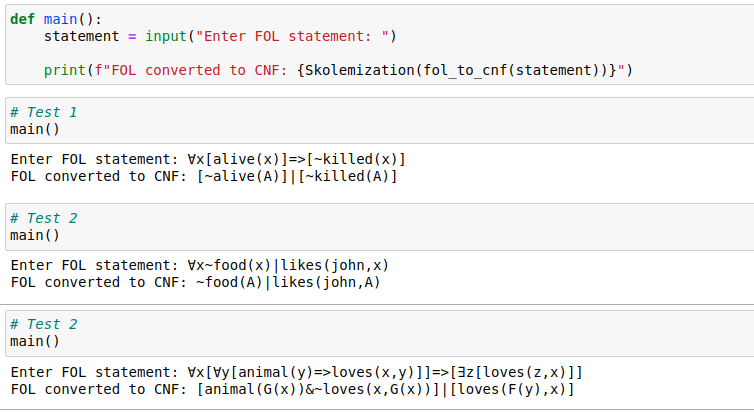 def main():
    statement = input("Enter FOL statement: ")
    print(f"FOL converted to CNF: {Skolemization(fol_to_cnf(statement))}")
# Test 1
main()
Enter FOL statement: ∀x[alive(x)]=>[~killed(x)]
FOL converted to CNF: [~alive(A)]|[~killed(A)]
# Test 2
main()
Enter FOL statement: ∀x~food(x)|likes(john,x)
FOL converted to CNF: ~food(A)|likes(john,A)
# Test 2
main()
Enter FOL statement: ∀x[∀y[animal(y)=>loves(x,y)]]=>[∃z[loves(z,x)]]
FOL converted to CNF: [animal(G(x))&~loves(x,G(x))]|[loves(F(y),x)]